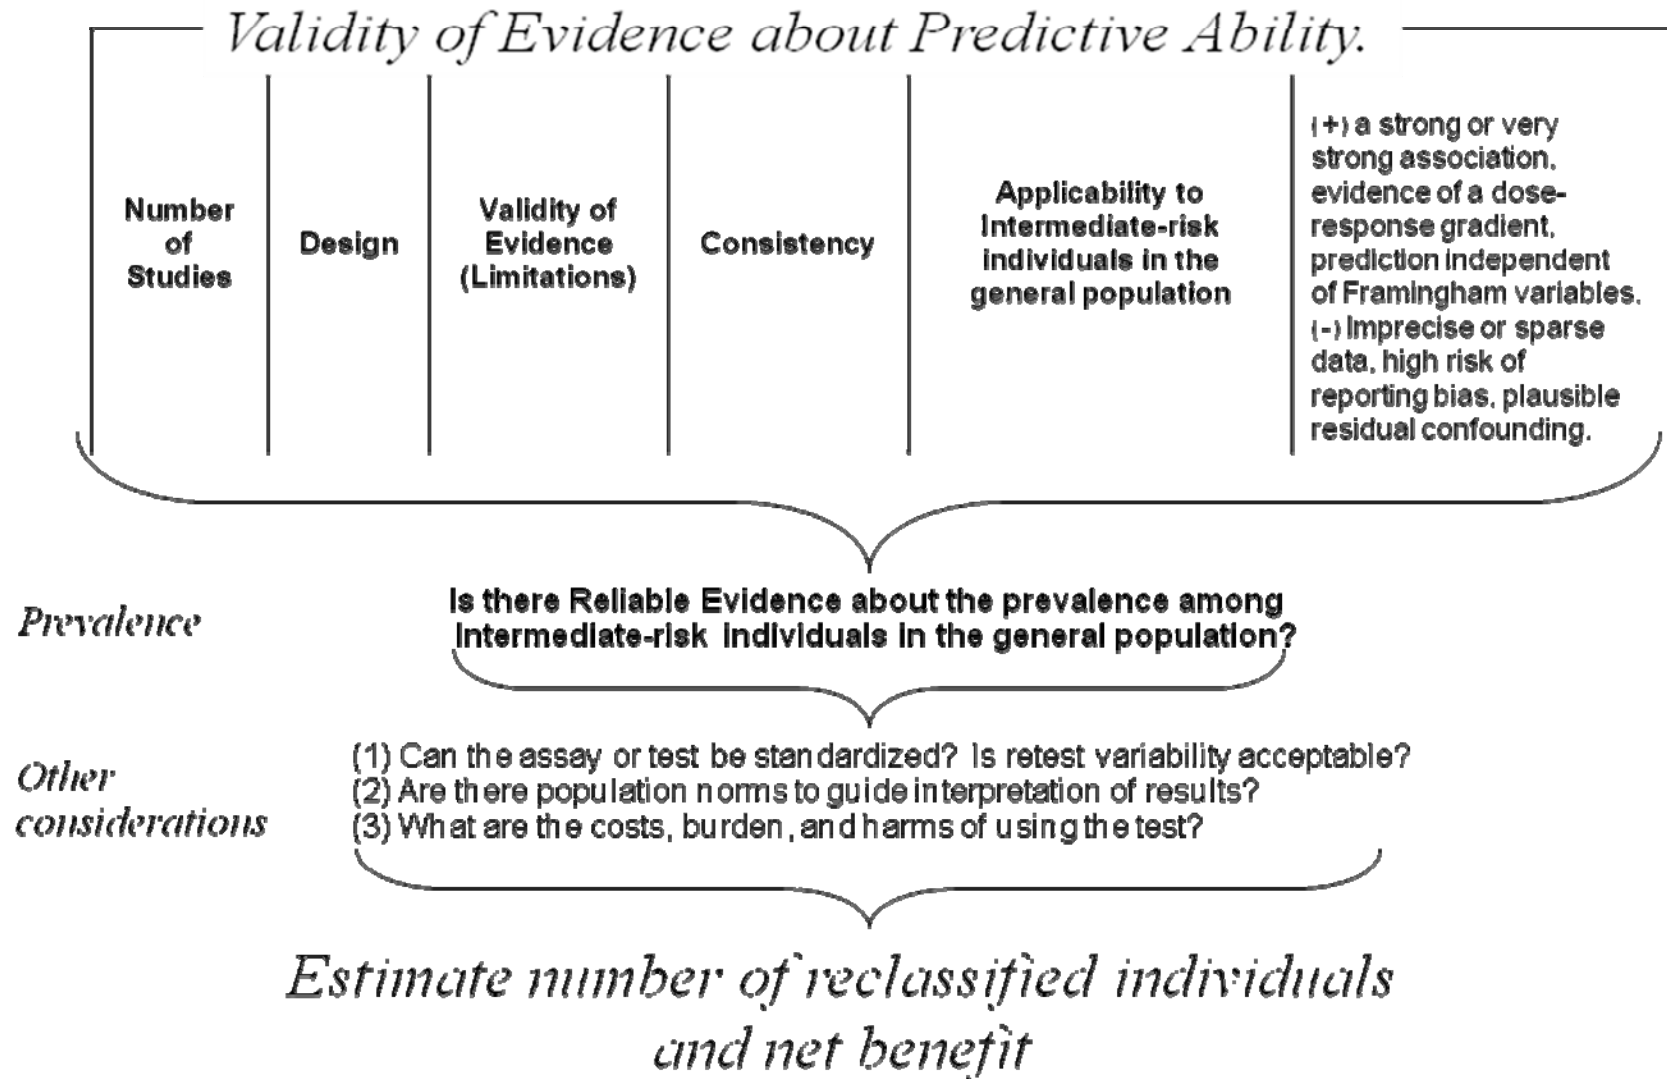 Validity of Evidence about Predictive Ability.
Number
of
Studies
Design
Validity of
Evidence
(Limitations)
Consistency
Applicability to
Intermediate-risk
individuals in the
general population
(+) a strong or very
strong association,
evidence of a dose-
response gradient,
prediction independent
of Framingham variables.
(-) Imprecise or sparse
data, high risk of
reporting bias, plausible
residual confounding.
Prevalence
Is there Reliable Evidence about the prevalence among
Intermediate-risk individuals in the general population?
Other
considerations
(1) Can the assay or test be standardized? Is retest variability acceptable?
(2) Are there population norms to guide interpretation of results?
(3) What are the costs, burden, and harms of using the test?
Estimate number of reclassified individuals
and net benefit